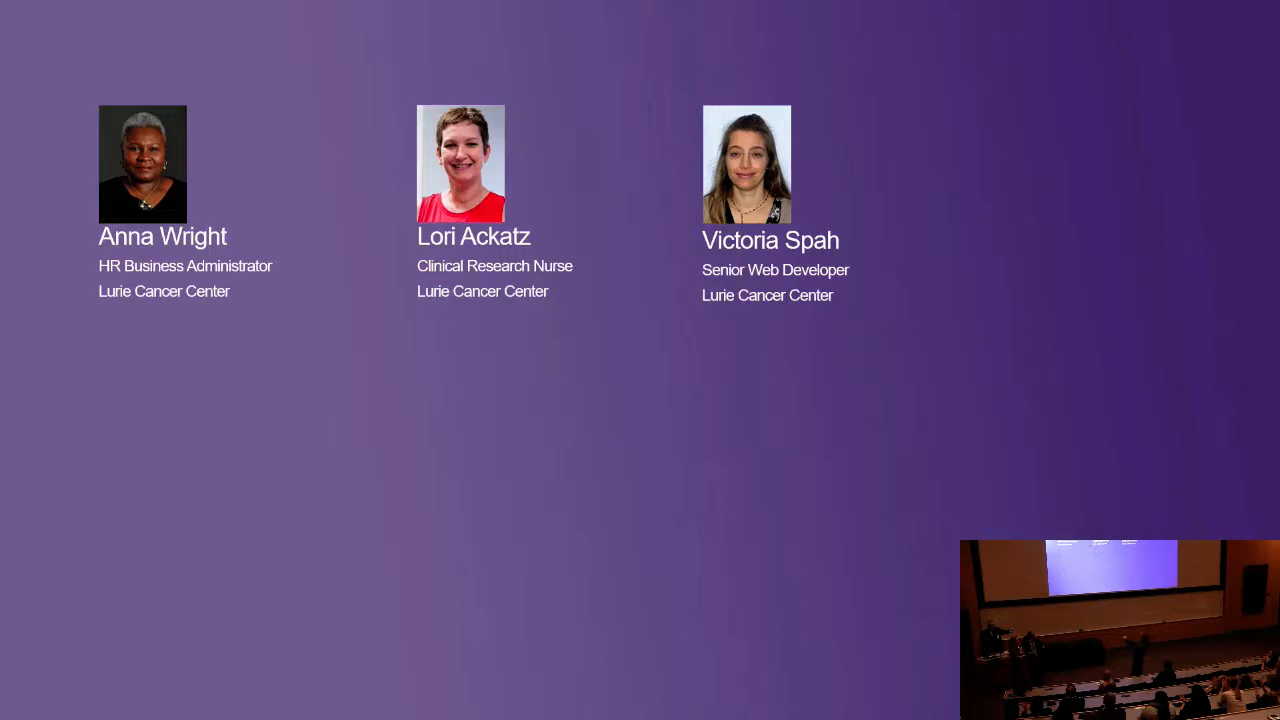 Anna Wright
HR Business Administrator
Lurie Cancer Center
Lori Ackatz
Clinical Research Nurse
Lurie Cancer Center
Victoria Spah
Senior Web Developer
Lurie Cancer Center